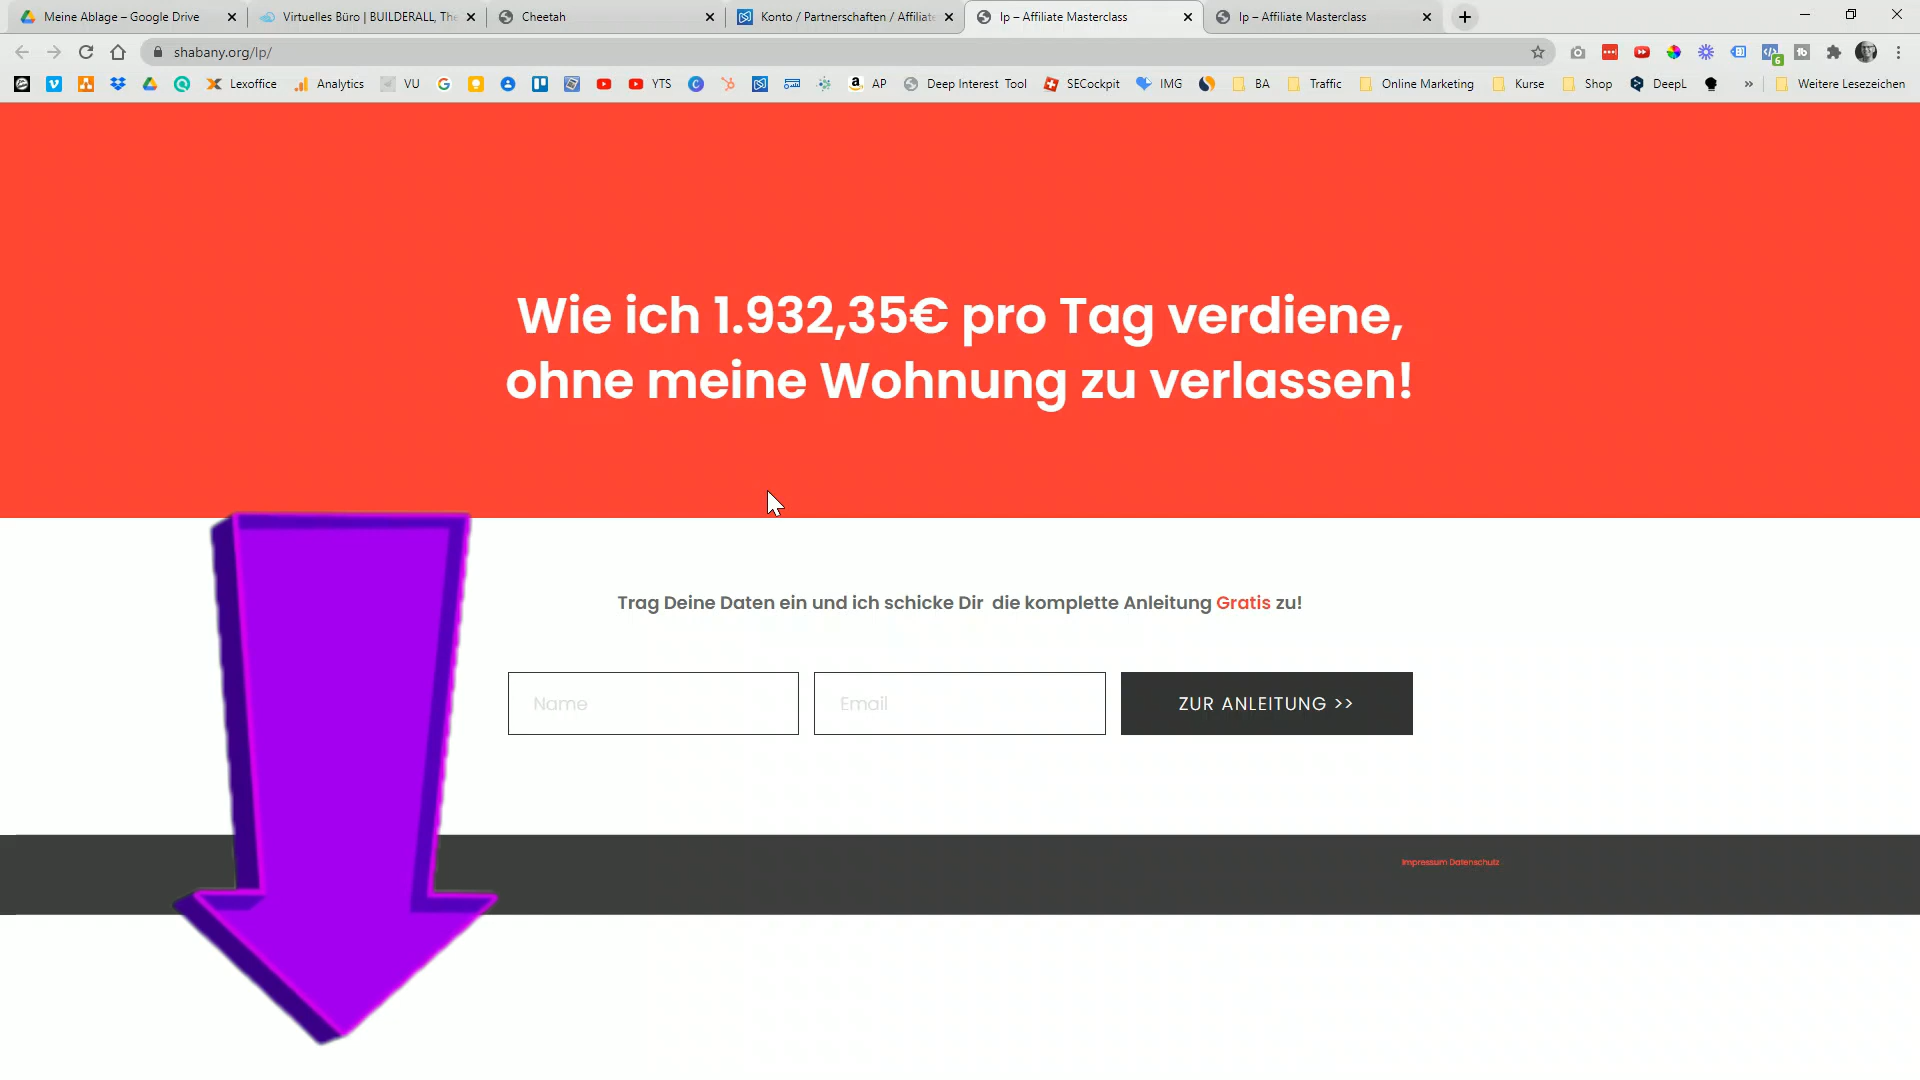 Meine Ablage – Google Drive
Virtuelles Büro | BUILDERALL, The
Cheetah
Konto / Partnerschaften / Affiliate
lp – Affiliate Masterclass
lp – Affiliate Masterclass
shabany.org/lp/
6
Lexoffice
Analytics
VU
YTS
AP
Deep Interest Tool
SECockpit
IMG
BA
Traffic
Online Marketing
Kurse
Shop
DeepL
Weitere Lesezeichen
Wie ich 1.932,35€ pro Tag verdiene,
ohne meine Wohnung zu verlassen!
Trag Deine Daten ein und ich schicke Dir die komplette Anleitung Gratis zu!
Name
Email
ZUR ANLEITUNG >>
Impressum Datenschutz